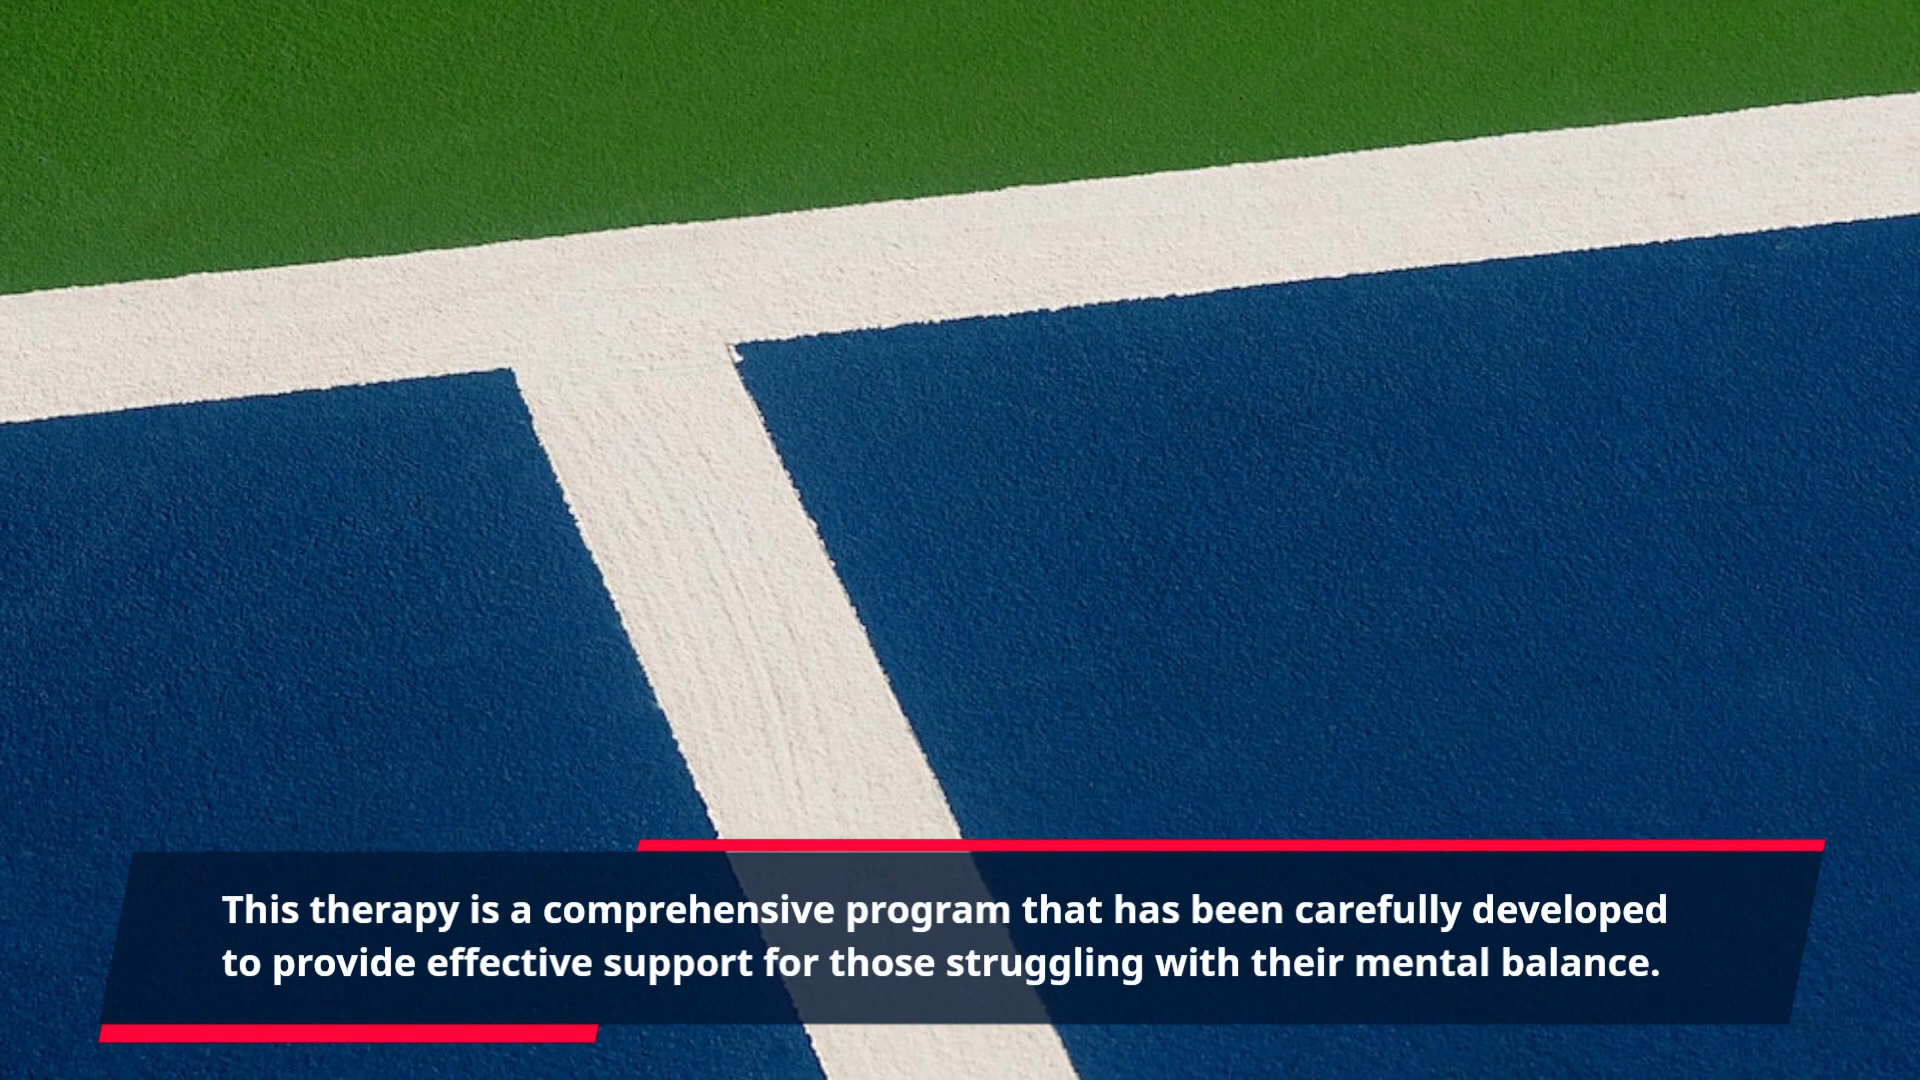 This therapy is a comprehensive program that has been carefully developed
to provide effective support for those struggling with their mental balance.